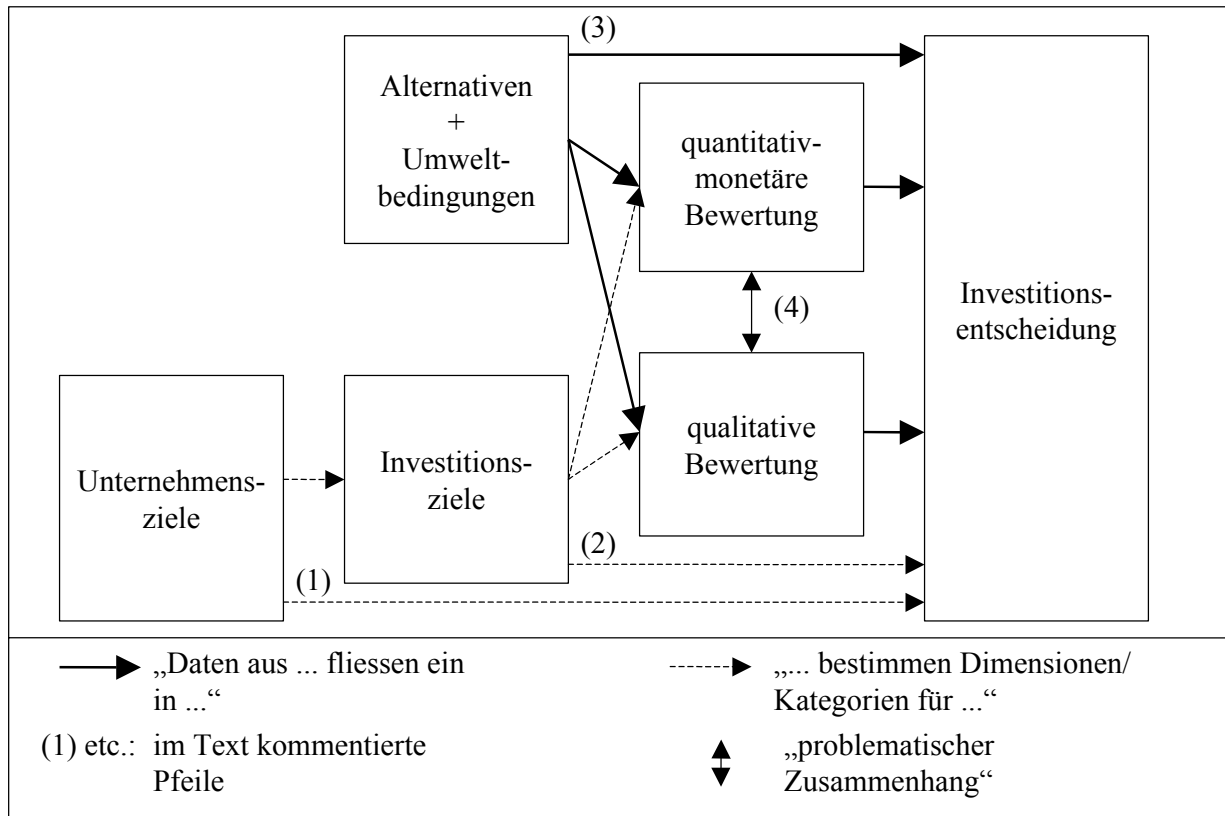 (3)
Alternativen
+
Umwelt-
bedingungen
quantitativ-
monetäre
Bewertung
(4)
Investitions-
entscheidung
qualitative
Bewertung
Unternehmens-
ziele
Investitions-
ziele
(2)
(1)
„Daten aus ... fliessen ein
in ...“
„... bestimmen Dimensionen/
Kategorien für ...“
(1) etc.: im Text kommentierte
Pfeile
„problematischer
Zusammenhang“